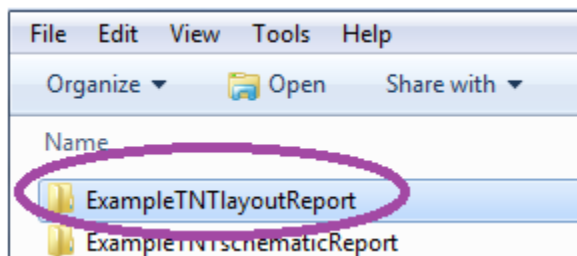 File Edit View Tools Help
Organize Open Share with
Name
ExampleTNTlayoutReport
ExampleTNTschematicReport